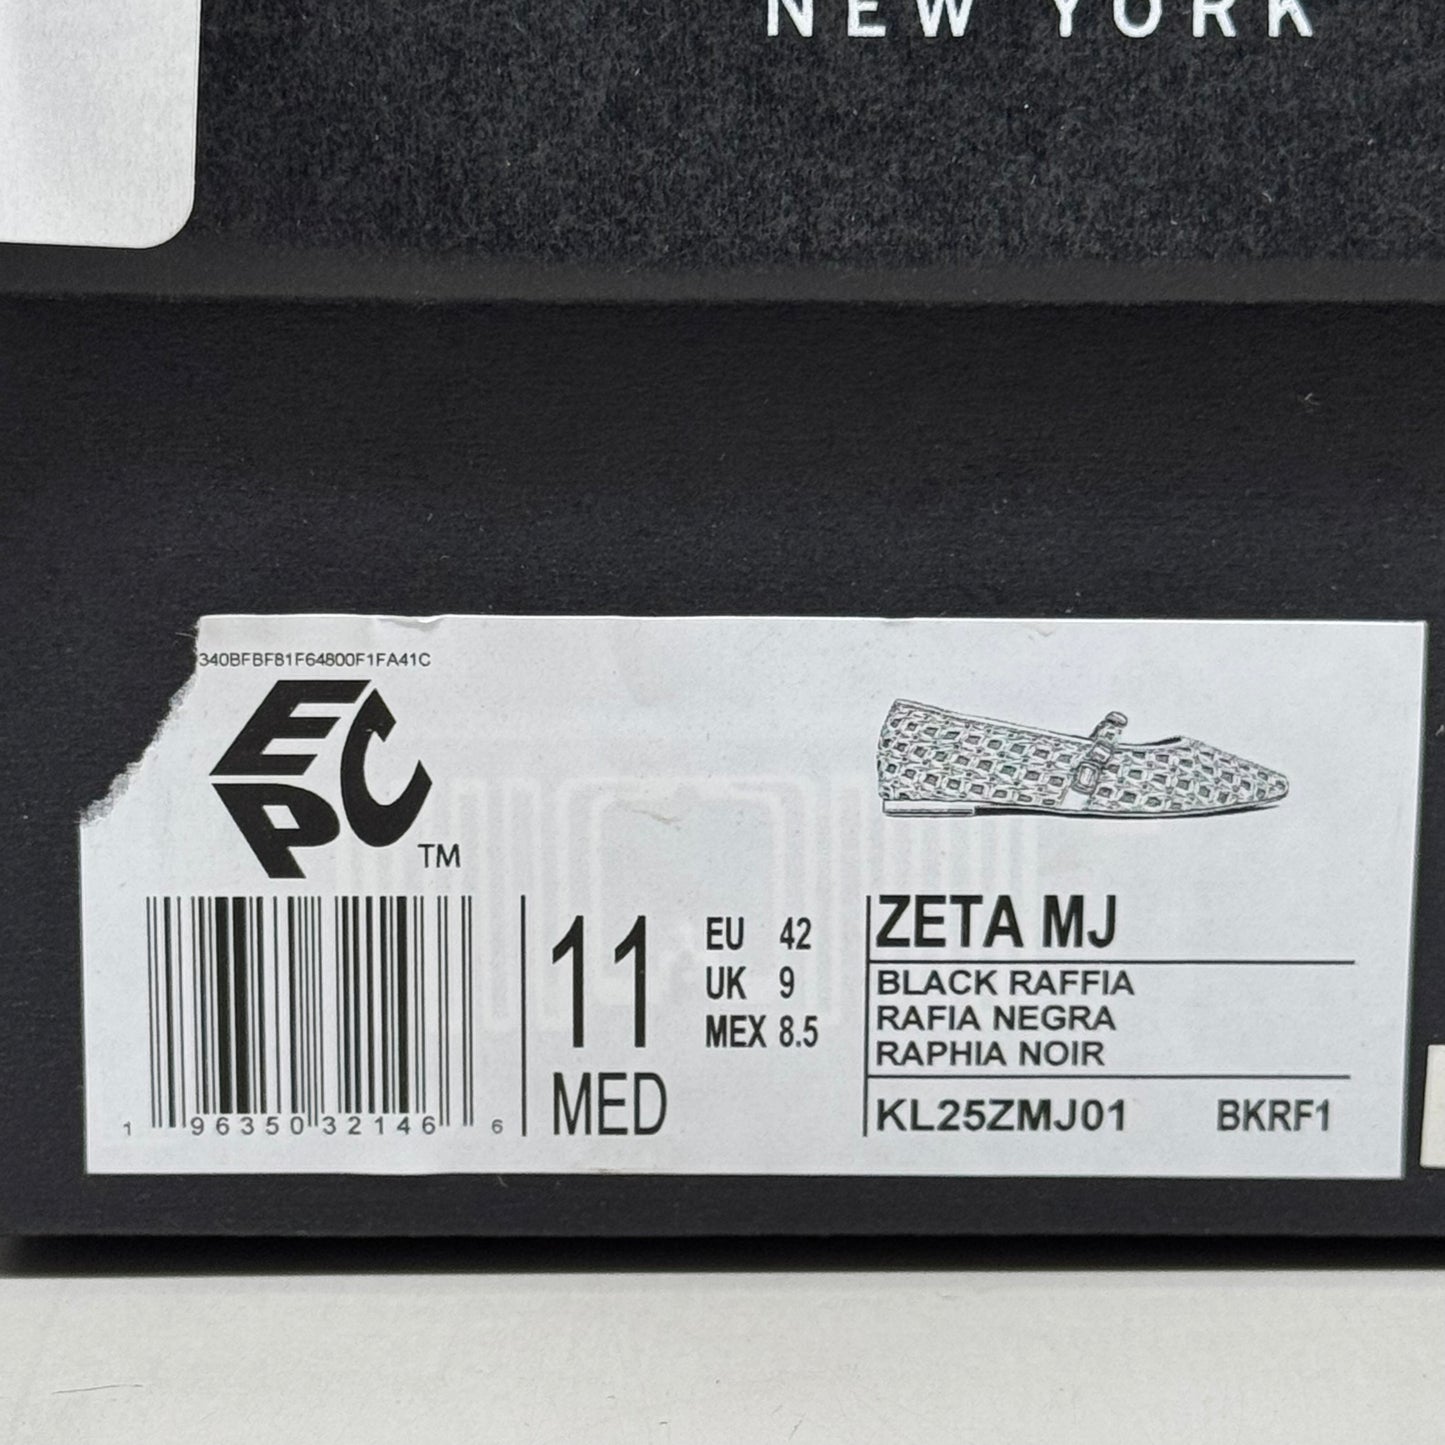 NEW YORK
340BFBF81F64800F1FA41C
EPC
TM
1 96350 32146 6
11
MED
EU 42
UK 9
MEX 8.5
ZETA MJ
BLACK RAFFIA
RAFIA NEGRA
RAPHIA NOIR
KL25ZMJ01 BKRF1